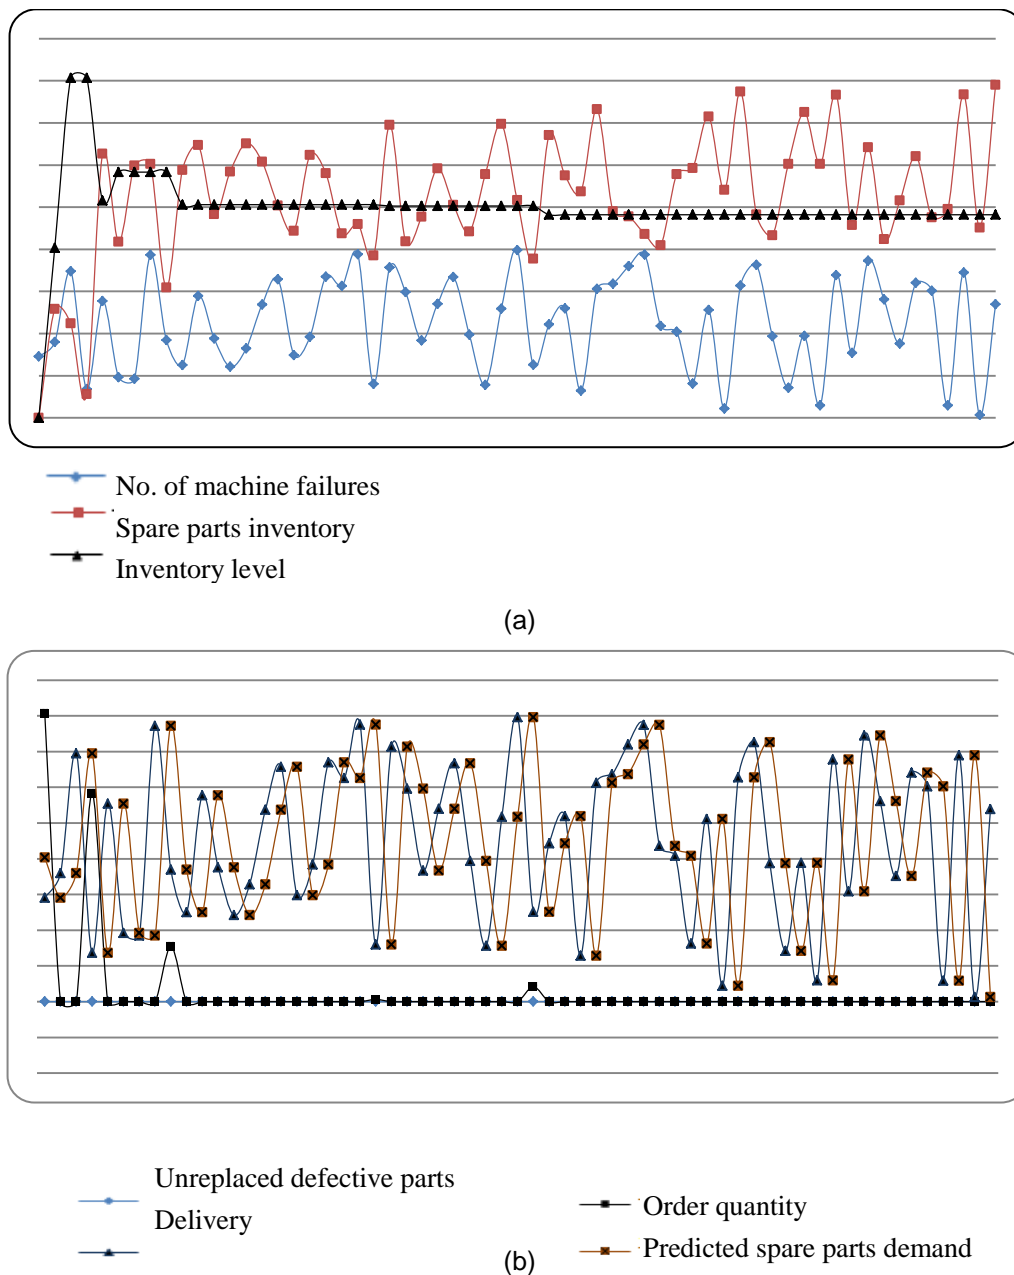 No. of machine failures
Spare parts inventory
Inventory level
(a)
Unreplaced defective parts
Delivery
Order quantity
Predicted spare parts demand
(b)